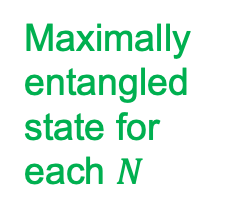 Maximally
entangled
state for
each N